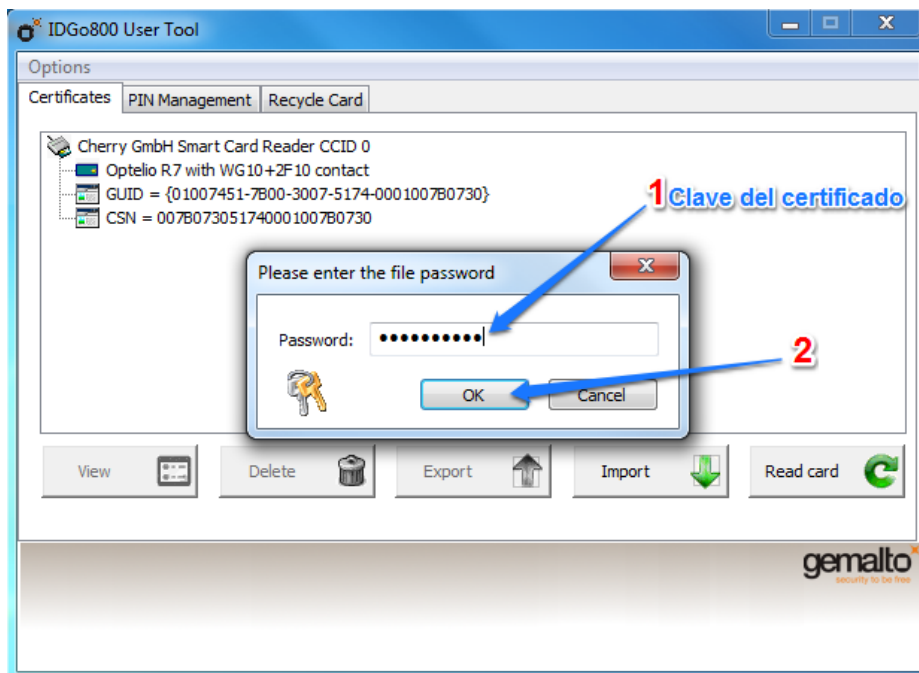 IDGo800 User Tool
Options
Certificates PIN Management Recycle Card
Cherry GmbH Smart Card Reader CCID 0
Optelio R7 with WG10+2F10 contact
GUID = {01007451-7B00-3007-5174-0001007B0730}
CSN = 007B073051740001007B0730
1 Clave del certificado
Please enter the file password
Password: ••••••••••
2
OK Cancel
View Delete Export Import Read card
gemalto
security to be free